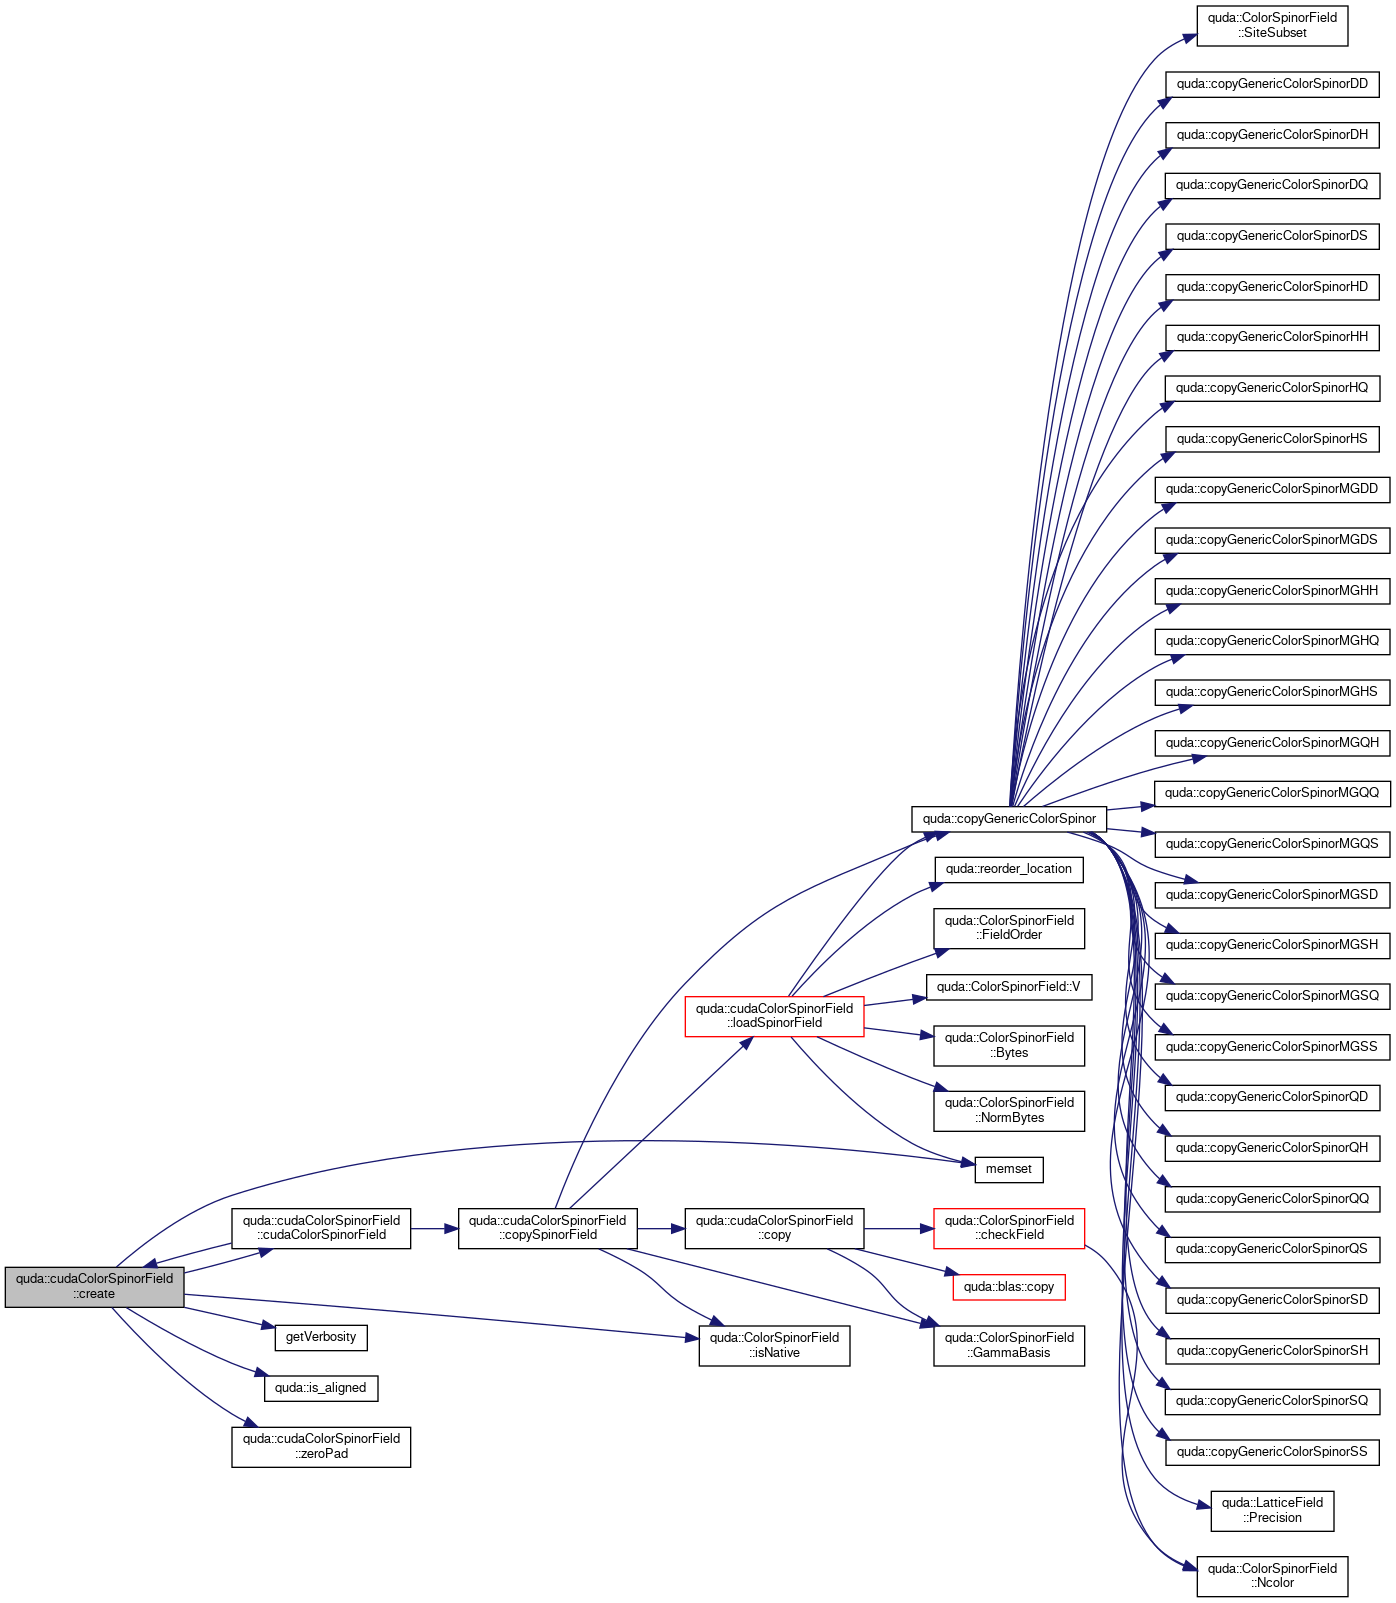 quda::ColorSpinorField
::SiteSubset
quda::copyGenericColorSpinorDD
quda::copyGenericColorSpinorDH
quda::copyGenericColorSpinorDQ
quda::copyGenericColorSpinorDS
quda::copyGenericColorSpinorHD
quda::copyGenericColorSpinorHH
quda::copyGenericColorSpinorHQ
quda::copyGenericColorSpinorHS
quda::copyGenericColorSpinorMGDD
quda::copyGenericColorSpinorMGDS
quda::copyGenericColorSpinorMGHH
quda::copyGenericColorSpinorMGHQ
quda::copyGenericColorSpinorMGHS
quda::copyGenericColorSpinorMGQH
quda::copyGenericColorSpinorMGQQ
quda::copyGenericColorSpinor
quda::copyGenericColorSpinorMGQS
quda::reorder_location
quda::copyGenericColorSpinorMGSD
quda::ColorSpinorField
::FieldOrder
quda::copyGenericColorSpinorMGSH
quda::ColorSpinorField::V
quda::copyGenericColorSpinorMGSQ
quda::cudaColorSpinorField
::loadSpinorField
quda::ColorSpinorField
::Bytes
quda::copyGenericColorSpinorMGSS
quda::ColorSpinorField
::NormBytes
quda::copyGenericColorSpinorQD
quda::copyGenericColorSpinorQH
memset
quda::copyGenericColorSpinorQQ
quda::cudaColorSpinorField
::cudaColorSpinorField
quda::cudaColorSpinorField
::copySpinorField
quda::cudaColorSpinorField
::copy
quda::ColorSpinorField
::checkField
quda::copyGenericColorSpinorQS
quda::cudaColorSpinorField
::create
quda::blas::copy
quda::copyGenericColorSpinorSD
getVerbosity
quda::ColorSpinorField
::isNative
quda::ColorSpinorField
::GammaBasis
quda::copyGenericColorSpinorSH
quda::is_aligned
quda::copyGenericColorSpinorSQ
quda::cudaColorSpinorField
::zeroPad
quda::copyGenericColorSpinorSS
quda::LatticeField
::Precision
quda::ColorSpinorField
::Ncolor